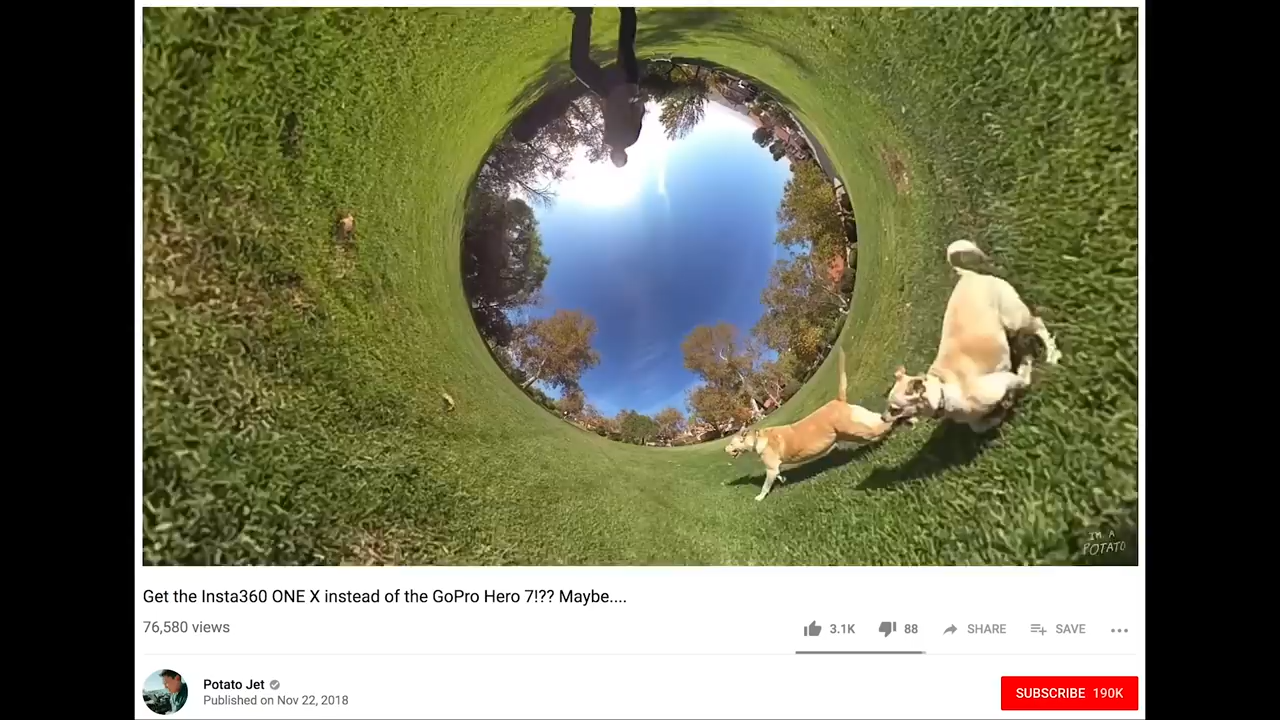 I'M A
POTATO
Get the Insta360 ONE X instead of the GoPro Hero 7!?? Maybe....
76,580 views
3.1K 88 SHARE SAVE
Potato Jet
Published on Nov 22, 2018
SUBSCRIBE 190K